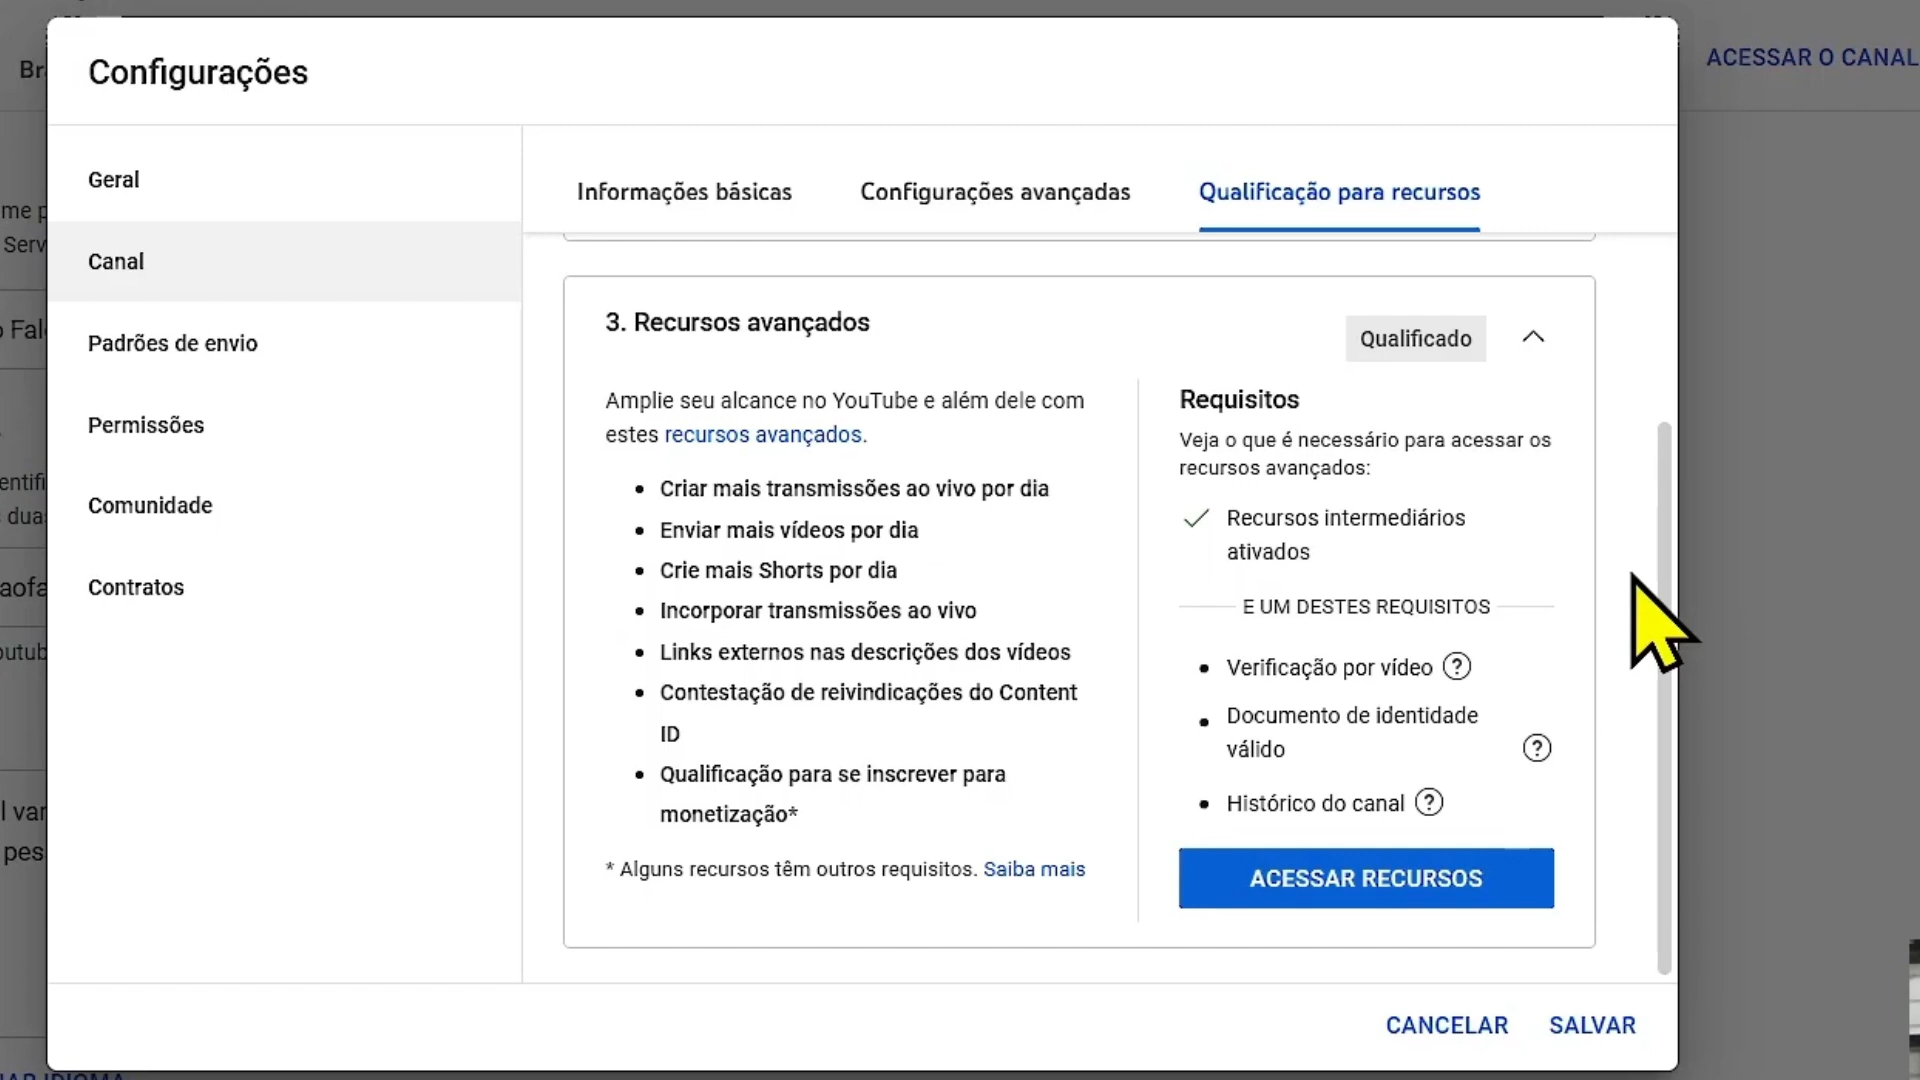 ACESSAR O CANAL
Configurações
Geral
Canal
Padrões de envio
Permissões
Comunidade
Contratos
Informações básicas
Configurações avançadas
Qualificação para recursos
3. Recursos avançados
Qualificado
Amplie seu alcance no YouTube e além dele com
estes recursos avançados.
• Criar mais transmissões ao vivo por dia
• Enviar mais vídeos por dia
• Crie mais Shorts por dia
• Incorporar transmissões ao vivo
• Links externos nas descrições dos vídeos
• Contestação de reivindicações do Content
ID
• Qualificação para se inscrever para
monetização*
* Alguns recursos têm outros requisitos. Saiba mais
Requisitos
Veja o que é necessário para acessar os
recursos avançados:
Recursos intermediários
ativados
E UM DESTES REQUISITOS
• Verificação por vídeo
• Documento de identidade
válido
• Histórico do canal
ACESSAR RECURSOS
CANCELAR
SALVAR